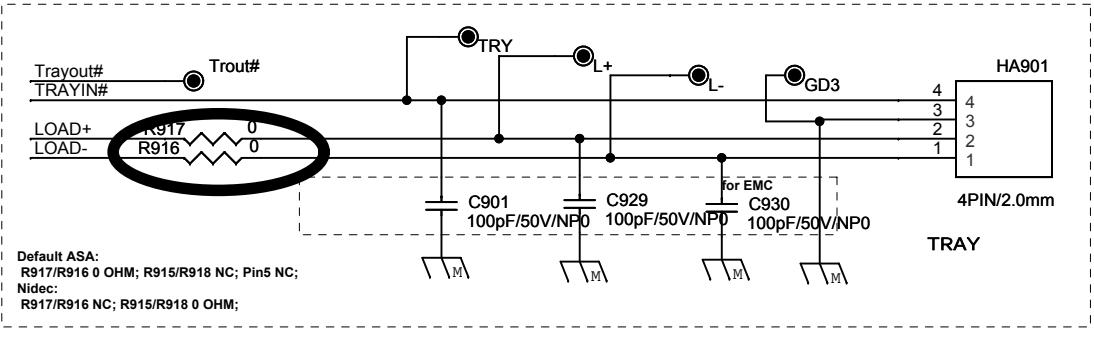 TRY
L+
L-
GD3
Trayout#
Trout#
HA901
TRAYIN#
4
4
3
3
LOAD+
R917
0
2
2
LOAD-
R916
0
1
1
for EMC
C901
100pF/50V/NP0
C929
100pF/50V/NP0
C930
100pF/50V/NP0
4PIN/2.0mm
TRAY
M
M
M
M
Default ASA:
R917/R916 0 OHM; R915/R918 NC; Pin5 NC;
Nidec:
R917/R916 NC; R915/R918 0 OHM;